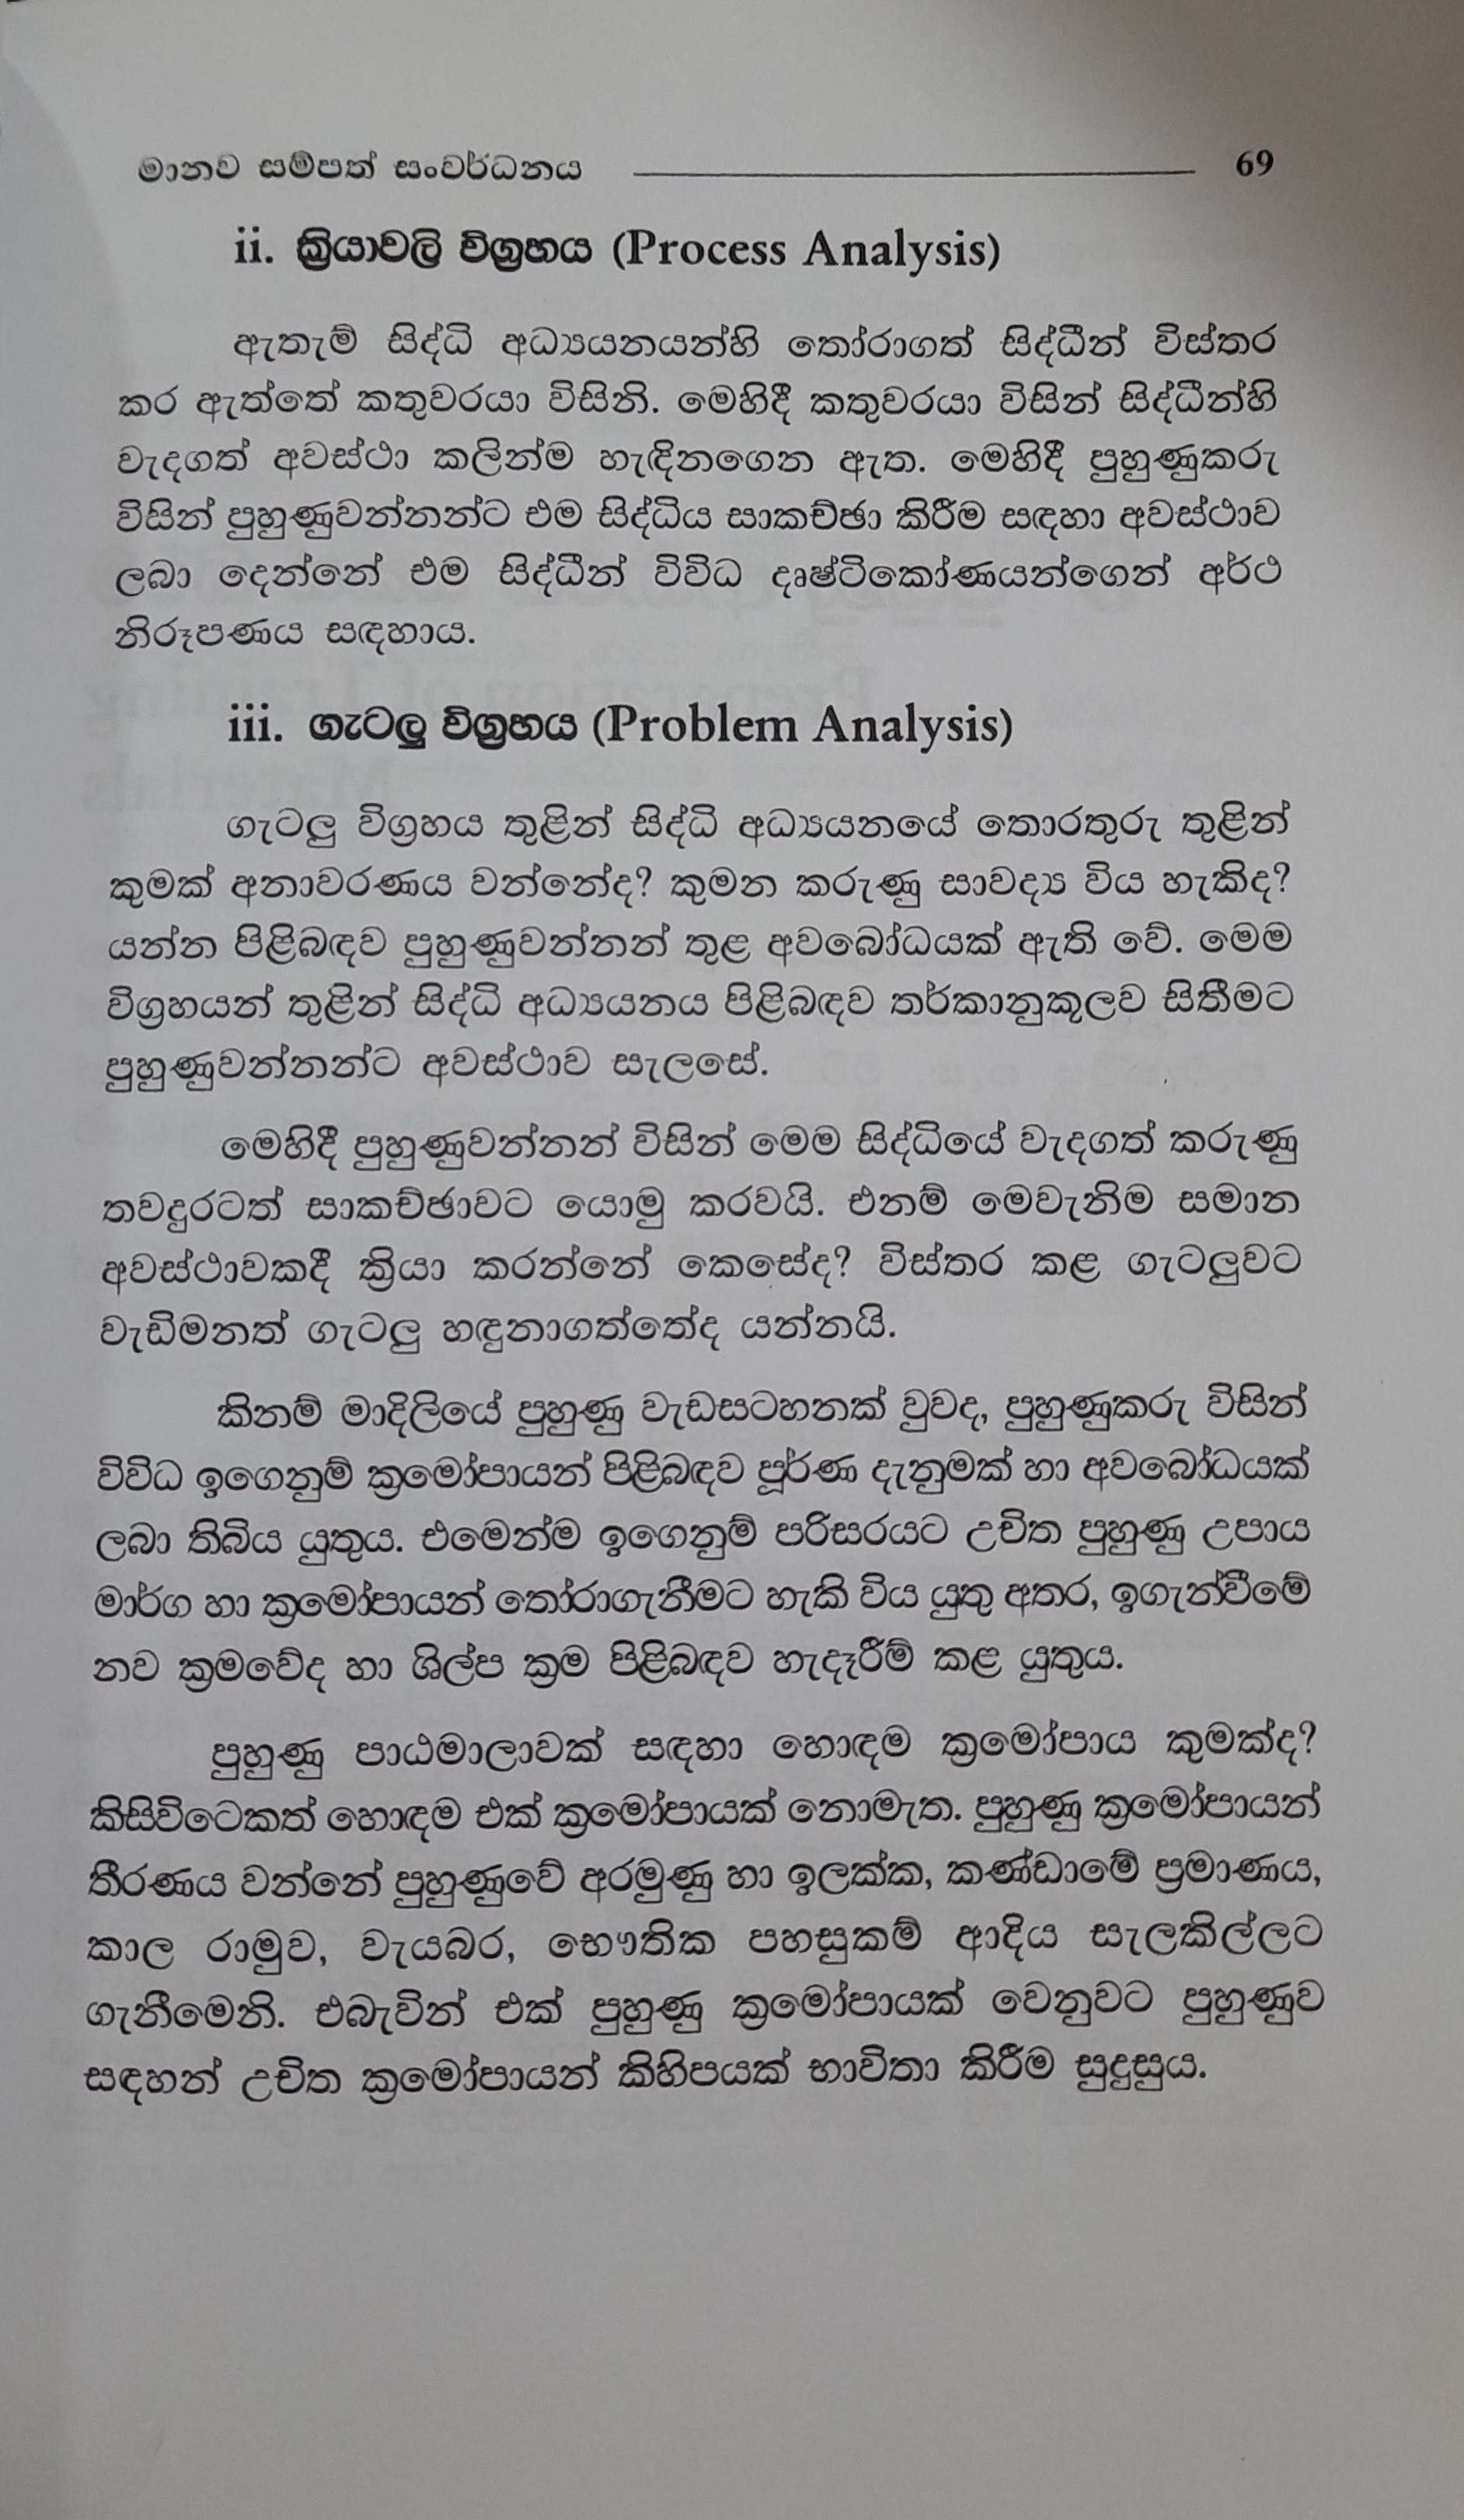 මානව සම්පත් සංවර්ධනය 69
ii. ක්‍රියාවලි විග්‍රහය (Process Analysis)
ඇතැම් සිද්ධි අධ්‍යයනයන්හි තෝරාගත් සිද්ධීන් විස්තර
කර ඇත්තේ කතුවරයා විසිනි. මෙහිදී කතුවරයා විසින් සිද්ධීන්හි
වැදගත් අවස්ථා කලින්ම හැඳිනගෙන ඇත. මෙහිදී පුහුණුකරු
විසින් පුහුණුවන්නන්ට එම සිද්ධිය සාකච්ඡා කිරීම සඳහා අවස්ථාව
ලබා දෙන්නේ එම සිද්ධීන් විවිධ දෘෂ්ටිකෝණයන්ගෙන් අර්ථ
නිරූපණය සඳහාය.
iii. ගැටලු විග්‍රහය (Problem Analysis)
ගැටලු විග්‍රහය තුළින් සිද්ධි අධ්‍යයනයේ තොරතුරු තුළින්
කුමක් අනාවරණය වන්නේද? කුමන කරුණු සාවද්‍ය විය හැකිද?
යන්න පිළිබඳව පුහුණුවන්නන් තුළ අවබෝධයක් ඇති වේ. මෙම
විග්‍රහයන් තුළින් සිද්ධි අධ්‍යයනය පිළිබඳව තර්කානුකූලව සිතීමට
පුහුණුවන්නන්ට අවස්ථාව සැලසේ.
මෙහිදී පුහුණුවන්නන් විසින් මෙම සිද්ධියේ වැදගත් කරුණු
තවදුරටත් සාකච්ඡාවට යොමු කරවයි. එනම් මෙවැනිම සමාන
අවස්ථාවකදී ක්‍රියා කරන්නේ කෙසේද? විස්තර කළ ගැටලුවට
වැඩිමනත් ගැටලු හඳුනාගත්තේද යන්නයි.
කිනම් මාදිලියේ පුහුණු වැඩසටහනක් වුවද, පුහුණුකරු විසින්
විවිධ ඉගෙනුම් ක්‍රමෝපායන් පිළිබඳව පූර්ණ දැනුමක් හා අවබෝධයක්
ලබා තිබිය යුතුය. එමෙන්ම ඉගෙනුම් පරිසරයට උචිත පුහුණු උපාය
මාර්ග හා ක්‍රමෝපායන් තෝරාගැනීමට හැකි විය යුතු අතර, ඉගැන්වීමේ
නව ක්‍රමවේද හා ශිල්ප ක්‍රම පිළිබඳව හැදෑරීම් කළ යුතුය.
පුහුණු පාඨමාලාවක් සඳහා හොඳම ක්‍රමෝපාය කුමක්ද?
කිසිවිටෙකත් හොඳම එක් ක්‍රමෝපායක් නොමැත. පුහුණු ක්‍රමෝපායන්
තීරණය වන්නේ පුහුණුවේ අරමුණු හා ඉලක්ක, කණ්ඩාමේ ප්‍රමාණය,
කාල රාමුව, වැයබර, භෞතික පහසුකම් ආදිය සැලකිල්ලට
ගැනීමෙනි. එබැවින් එක් පුහුණු ක්‍රමෝපායක් වෙනුවට පුහුණුව
සඳහන් උචිත ක්‍රමෝපායන් කිහිපයක් භාවිතා කිරීම සුදුසුය.